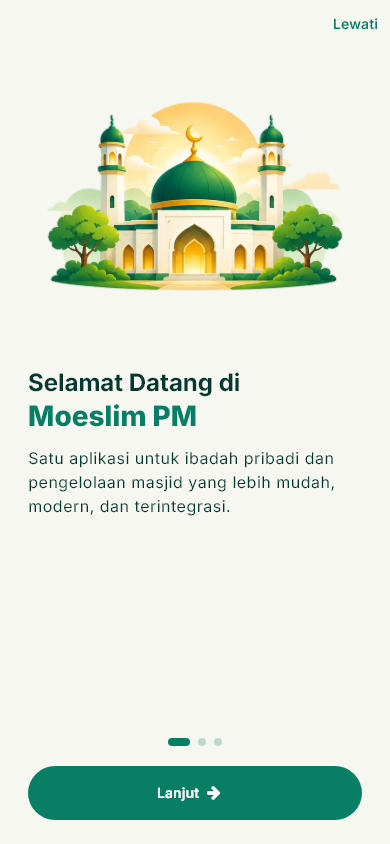 Lewati
Selamat Datang di
Moeslim PM
Satu aplikasi untuk ibadah pribadi dan
pengelolaan masjid yang lebih mudah,
modern, dan terintegrasi.
Lanjut